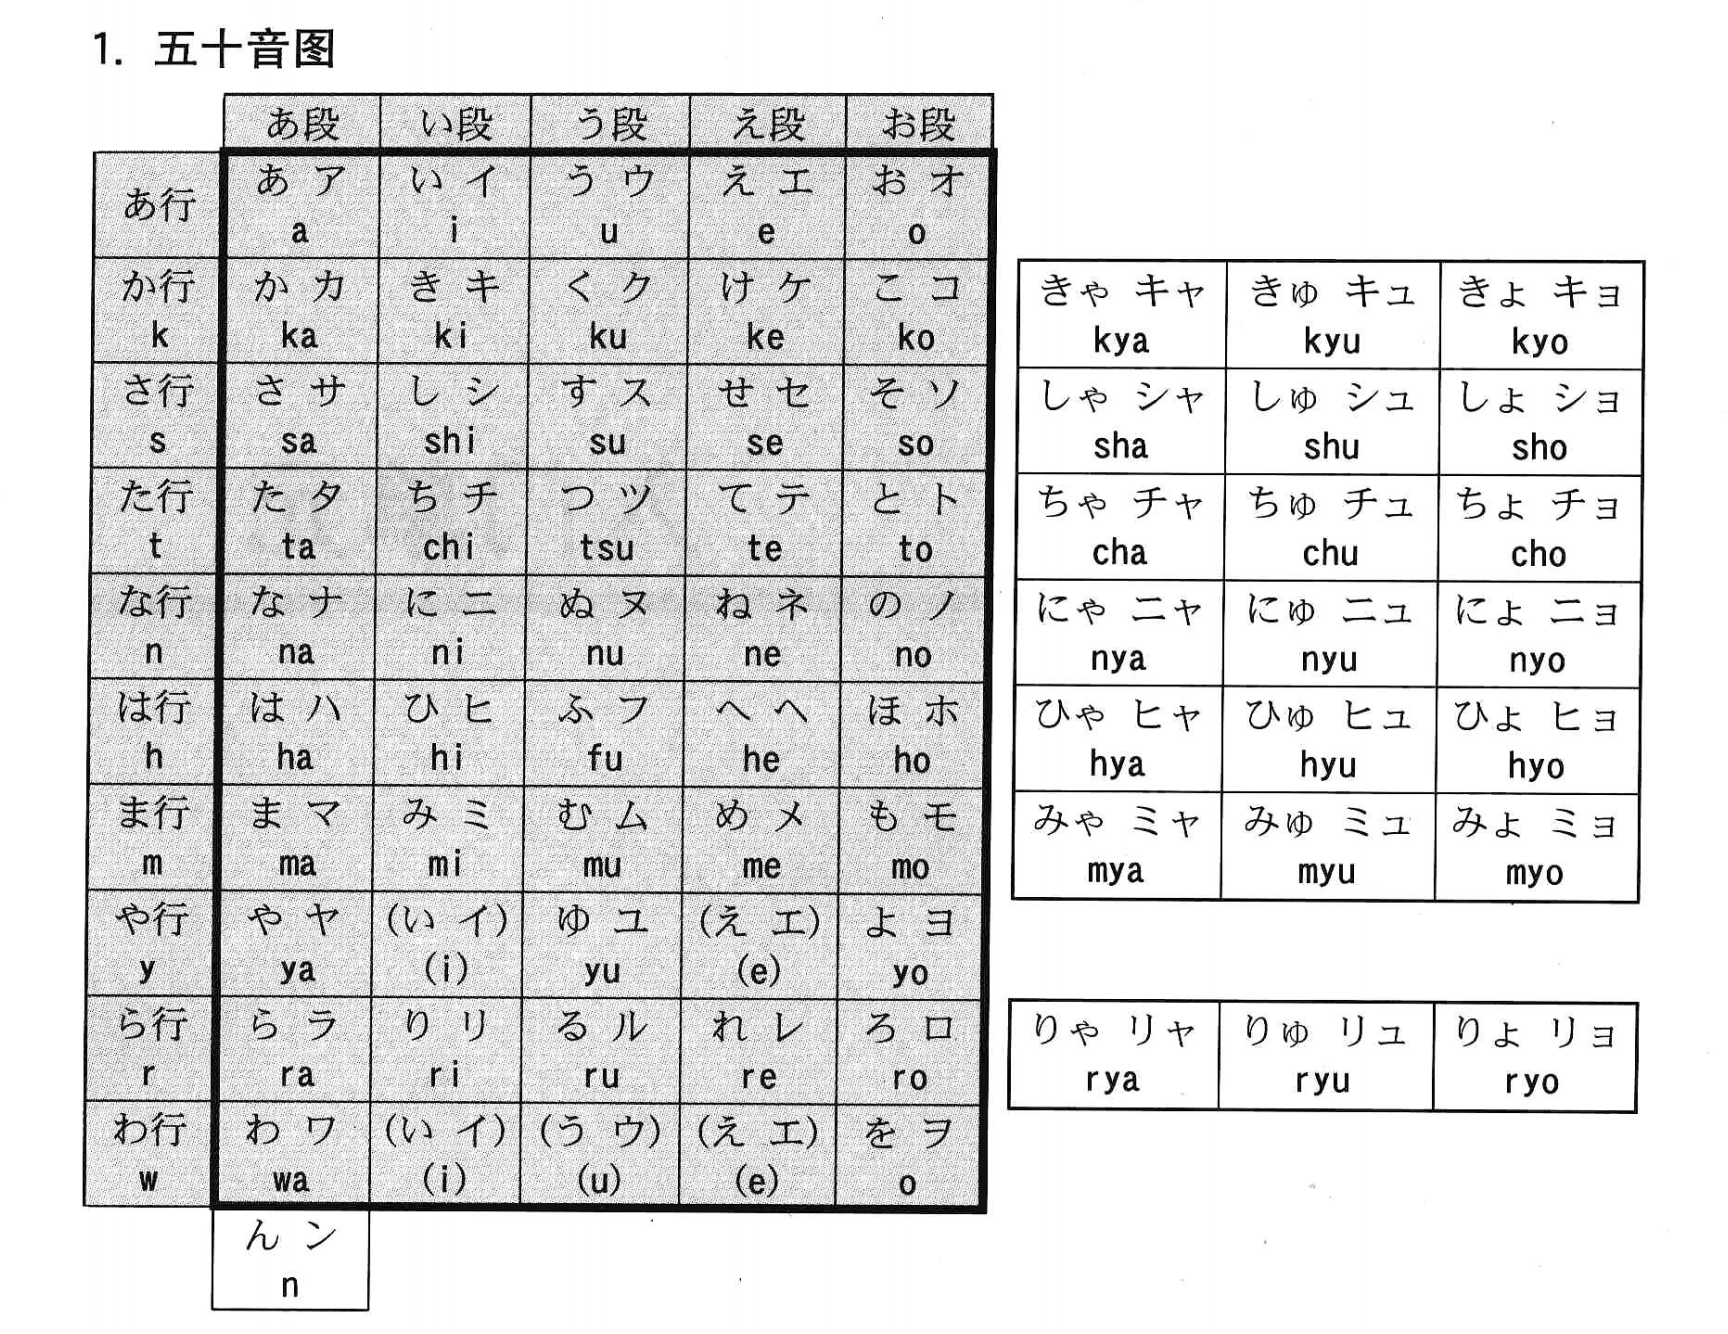 1. 五十音图
あ段 い段 う段 え段 お段
あ行 あ ア い イ う ウ え エ お オ
a i u e o
か行 か カ き キ く ク け ケ こ コ きゃ キャ きゅ キュ きょ キョ
k ka ki ku ke ko kya kyu kyo
さ行 さ サ し シ す ス せ セ そ ソ しゃ シャ しゅ シュ しょ ショ
s sa shi su se so sha shu sho
た行 た タ ち チ つ ツ て テ と ト ちゃ チャ ちゅ チュ ちょ チョ
t ta chi tsu te to cha chu cho
な行 な ナ に ニ ぬ ヌ ね ネ の ノ にゃ ニャ にゅ ニュ にょ ニョ
n na ni nu ne no nya nyu nyo
は行 は ハ ひ ヒ ふ フ へ ヘ ほ ホ ひゃ ヒャ ひゅ ヒュ ひょ ヒョ
h ha hi fu he ho hya hyu hyo
ま行 ま マ み ミ む ム め メ も モ みゃ ミャ みゅ ミュ みょ ミョ
m ma mi mu me mo mya myu myo
や行 や ヤ (い イ) ゆ ユ (え エ) よ ヨ
y ya (i) yu (e) yo
ら行 ら ラ り リ る ル れ レ ろ ロ りゃ リャ りゅ リュ りょ リョ
r ra ri ru re ro rya ryu ryo
わ行 わ ワ (い イ) (う ウ) (え エ) を ヲ
w wa (i) (u) (e) o
ん ン
n